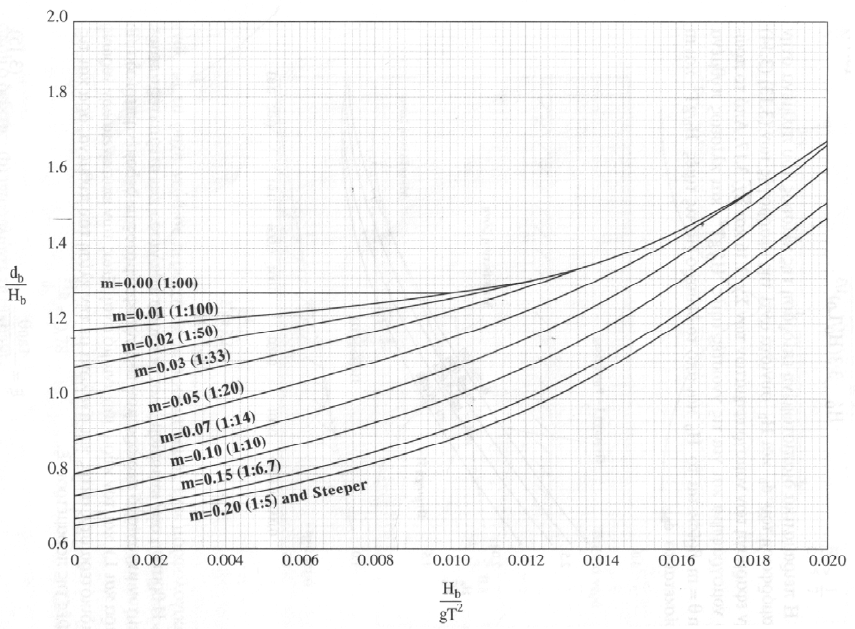 2.0
1.8
1.6
1.4
1.2
1.0
0.8
0.6
d_b
H_b
m=0.00 (1:00)
m=0.01 (1:100)
m=0.02 (1:50)
m=0.03 (1:33)
m=0.05 (1:20)
m=0.07 (1:14)
m=0.10 (1:10)
m=0.15 (1:6.7)
m=0.20 (1:5) and Steeper
0 0.002 0.004 0.006 0.008 0.010 0.012 0.014 0.016 0.018 0.020
H_b
gT²